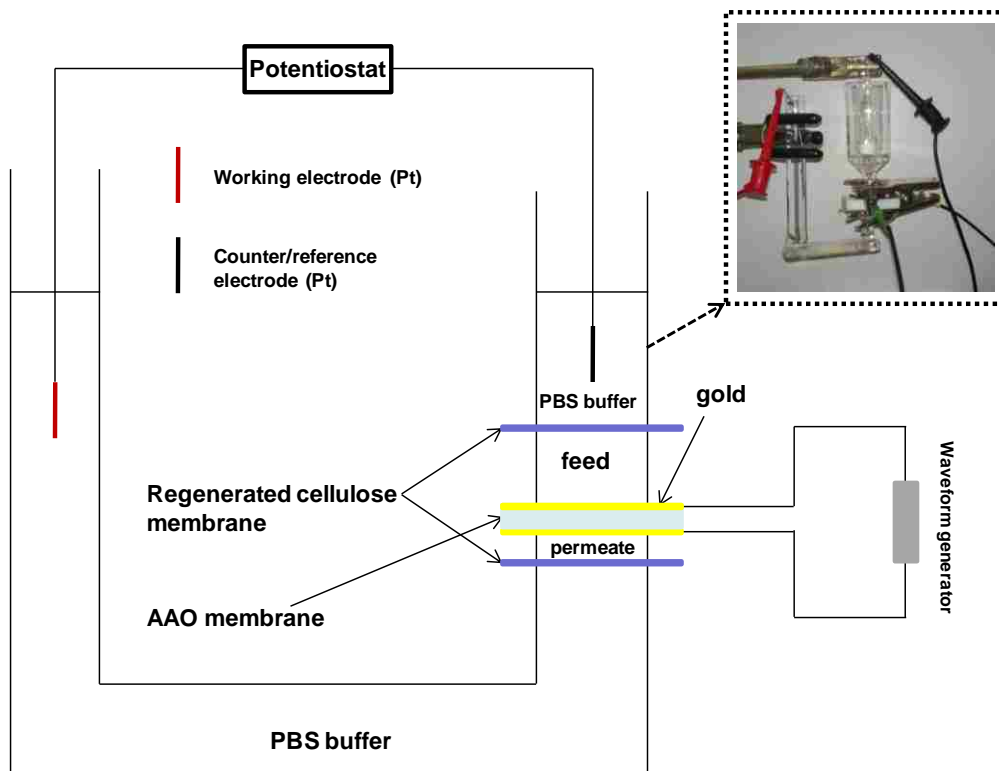 Potentiostat
Working electrode (Pt)
Counter/reference
electrode (Pt)
PBS buffer
gold
feed
Regenerated cellulose
membrane
permeate
AAO membrane
Waveform generator
PBS buffer